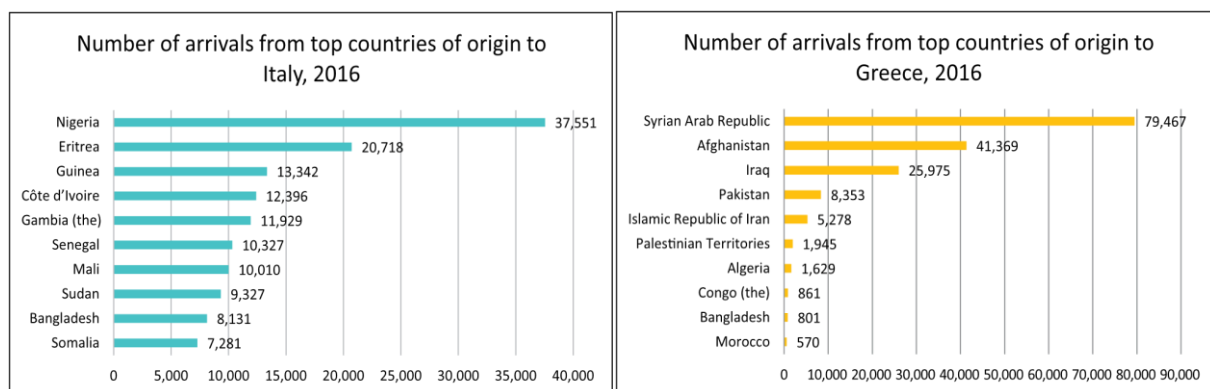 Number of arrivals from top countries of origin to
Italy, 2016
Nigeria 37,551
Eritrea 20,718
Guinea 13,342
Côte d’Ivoire 12,396
Gambia (the) 11,929
Senegal 10,327
Mali 10,010
Sudan 9,327
Bangladesh 8,131
Somalia 7,281
0 5,000 10,000 15,000 20,000 25,000 30,000 35,000 40,000
Number of arrivals from top countries of origin to
Greece, 2016
Syrian Arab Republic 79,467
Afghanistan 41,369
Iraq 25,975
Pakistan 8,353
Islamic Republic of Iran 5,278
Palestinian Territories 1,945
Algeria 1,629
Congo (the) 861
Bangladesh 801
Morocco 570
0 10,000 20,000 30,000 40,000 50,000 60,000 70,000 80,000 90,000